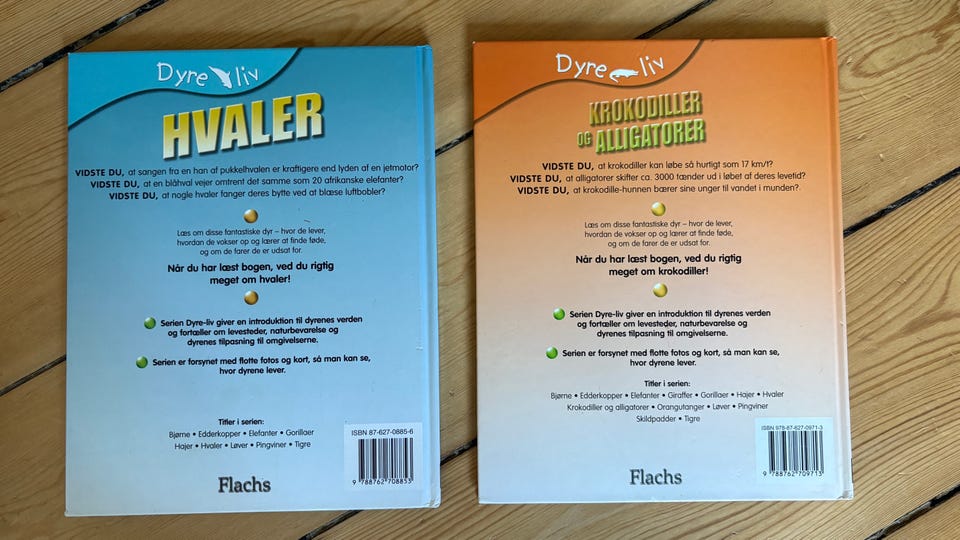 Dyre liv
HVALER
VIDSTE DU, at sangen fra en han af pukkelhvalen er kraftigere end lyden af en jetmotor?
VIDSTE DU, at en blåhval vejer omtrent det samme som 20 afrikanske elefanter?
VIDSTE DU, at nogle hvaler fanger deres bytte ved at blæse luftbobler?
Læs om disse fantastiske dyr – hvor de lever,
hvordan de vokser op og lærer at finde føde,
og om de farer de er udsat for.
Når du har læst bogen, ved du rigtig
meget om hvaler!
Serien Dyre-liv giver en introduktion til dyrenes verden
og fortæller om levesteder, naturbevarelse og
dyrenes tilpasning til omgivelserne.
Serien er forsynet med flotte fotos og kort, så man kan se,
hvor dyrene lever.
Titler i serien:
Bjørne • Edderkopper • Elefanter • Gorillaer
Hajer • Hvaler • Løver • Pingviner • Tigre
ISBN 87-627-0885-6
9 788762 708853
Flachs
Dyre liv
KROKODILLER
OG ALLIGATORER
VIDSTE DU, at krokodiller kan løbe så hurtigt som 17 km/t?
VIDSTE DU, at alligatorer skifter ca. 3000 tænder ud i løbet af deres levetid?
VIDSTE DU, at krokodille-hunnen bærer sine unger til vandet i munden?
Læs om disse fantastiske dyr – hvor de lever,
hvordan de vokser op og lærer at finde føde,
og om de farer de er udsat for.
Når du har læst bogen, ved du rigtig
meget om krokodiller!
Serien Dyre-liv giver en introduktion til dyrenes verden
og fortæller om levesteder, naturbevarelse og
dyrenes tilpasning til omgivelserne.
Serien er forsynet med flotte fotos og kort, så man kan se,
hvor dyrene lever.
Titler i serien:
Bjørne • Edderkopper • Elefanter • Giraffer • Gorillaer • Hajer • Hvaler
Krokodiller og alligatorer • Orangutanger • Løver • Pingviner
Skildpadder • Tigre
ISBN 978-87-627-0971-3
9 788762 709713
Flachs